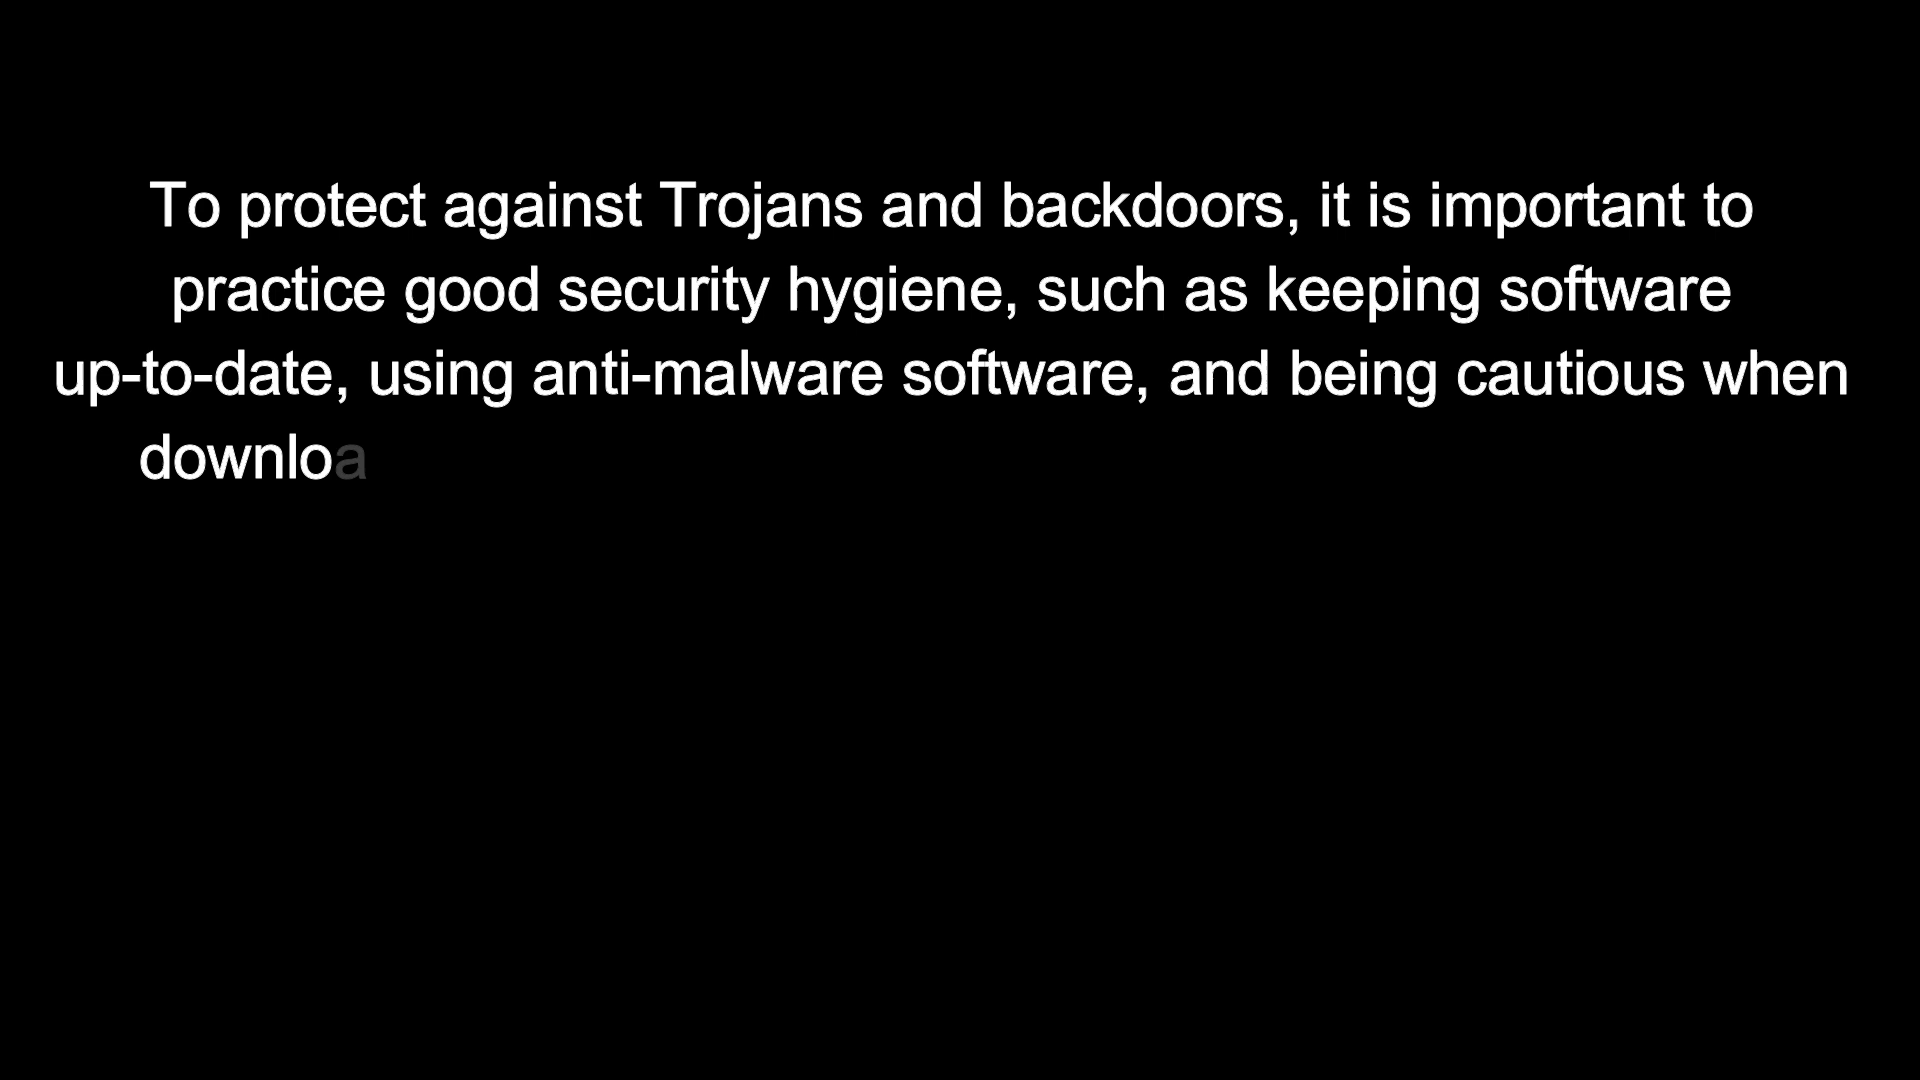 To protect against Trojans and backdoors, it is important to
practice good security hygiene, such as keeping software
up-to-date, using anti-malware software, and being cautious when
downloa